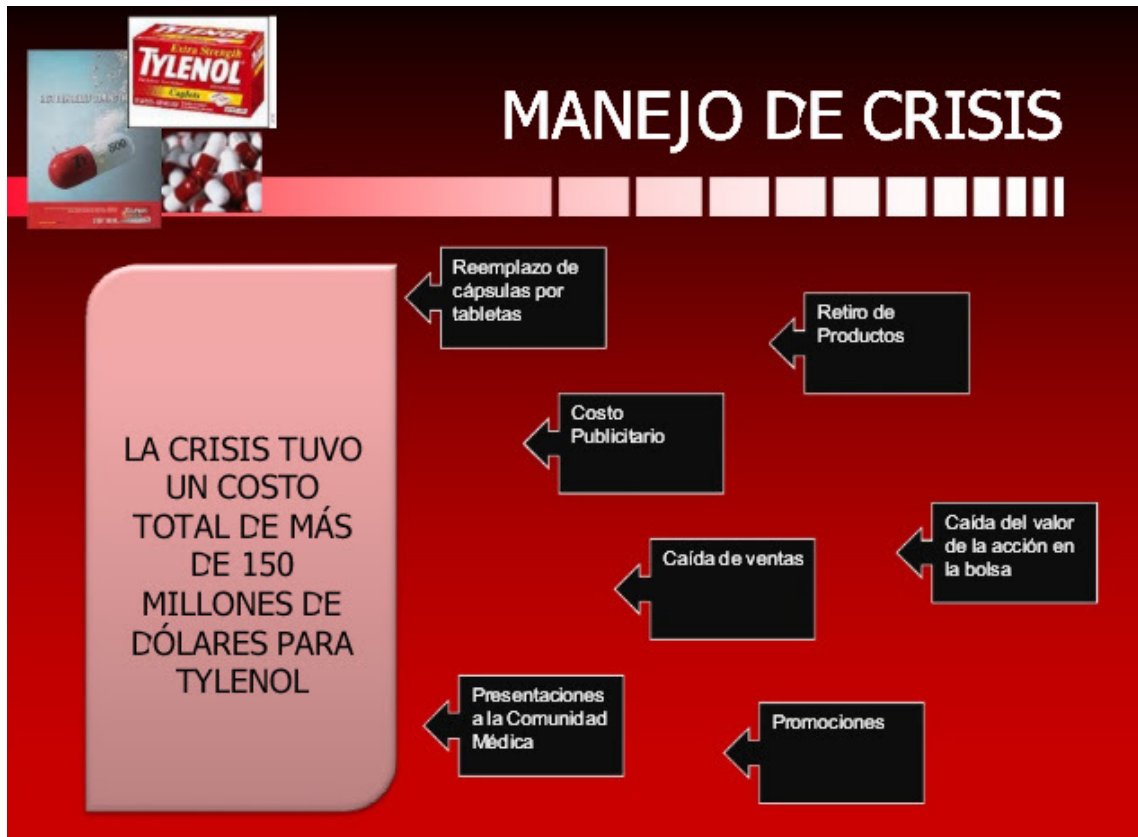 Extra Strength
TYLENOL
Caplets
500
MANEJO DE CRISIS
LA CRISIS TUVO
UN COSTO
TOTAL DE MÁS
DE 150
MILLONES DE
DÓLARES PARA
TYLENOL
Reemplazo de
cápsulas por
tabletas
Retiro de
Productos
Costo
Publicitario
Caída de ventas
Caída del valor
de la acción en
la bolsa
Presentaciones
a la Comunidad
Médica
Promociones